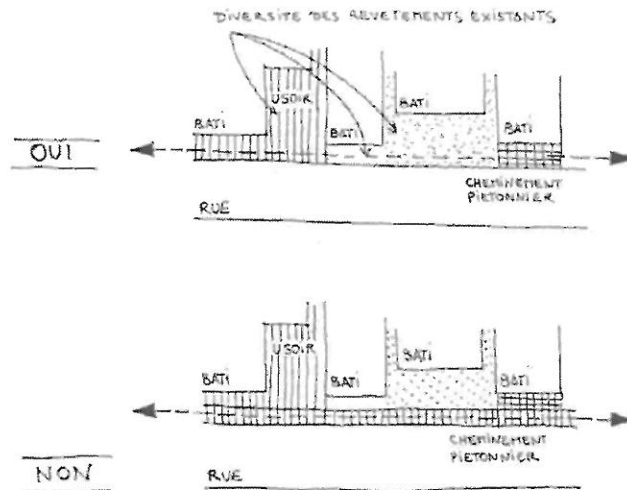 DIVERSITE DES REVETEMENTS EXISTANTS
USOIR
BATI
BATI
BATI
BATI
OUI
CHEMINEMENT
PIETONNIER
RUE
USOIR
BATI
BATI
BATI
BATI
CHEMINEMENT
PIETONNIER
NON
RUE